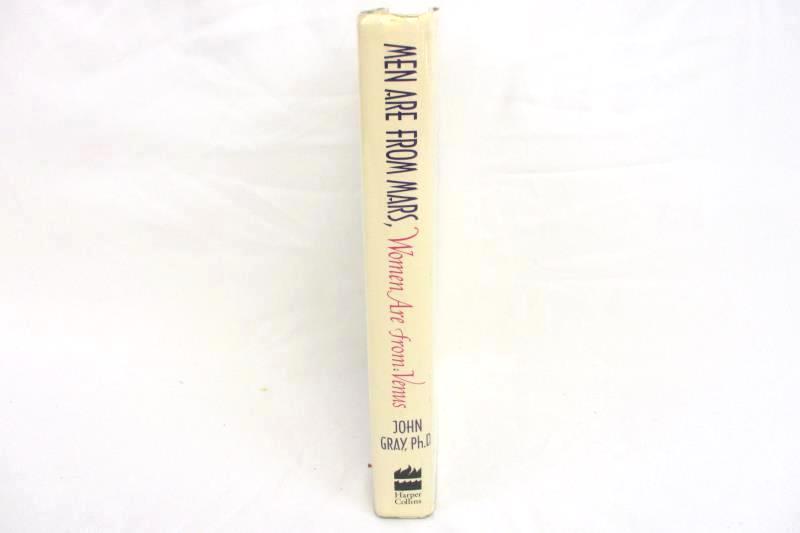 MEN ARE FROM MARS, Women Are from Venus
JOHN
GRAY, Ph.D
Harper
Collins